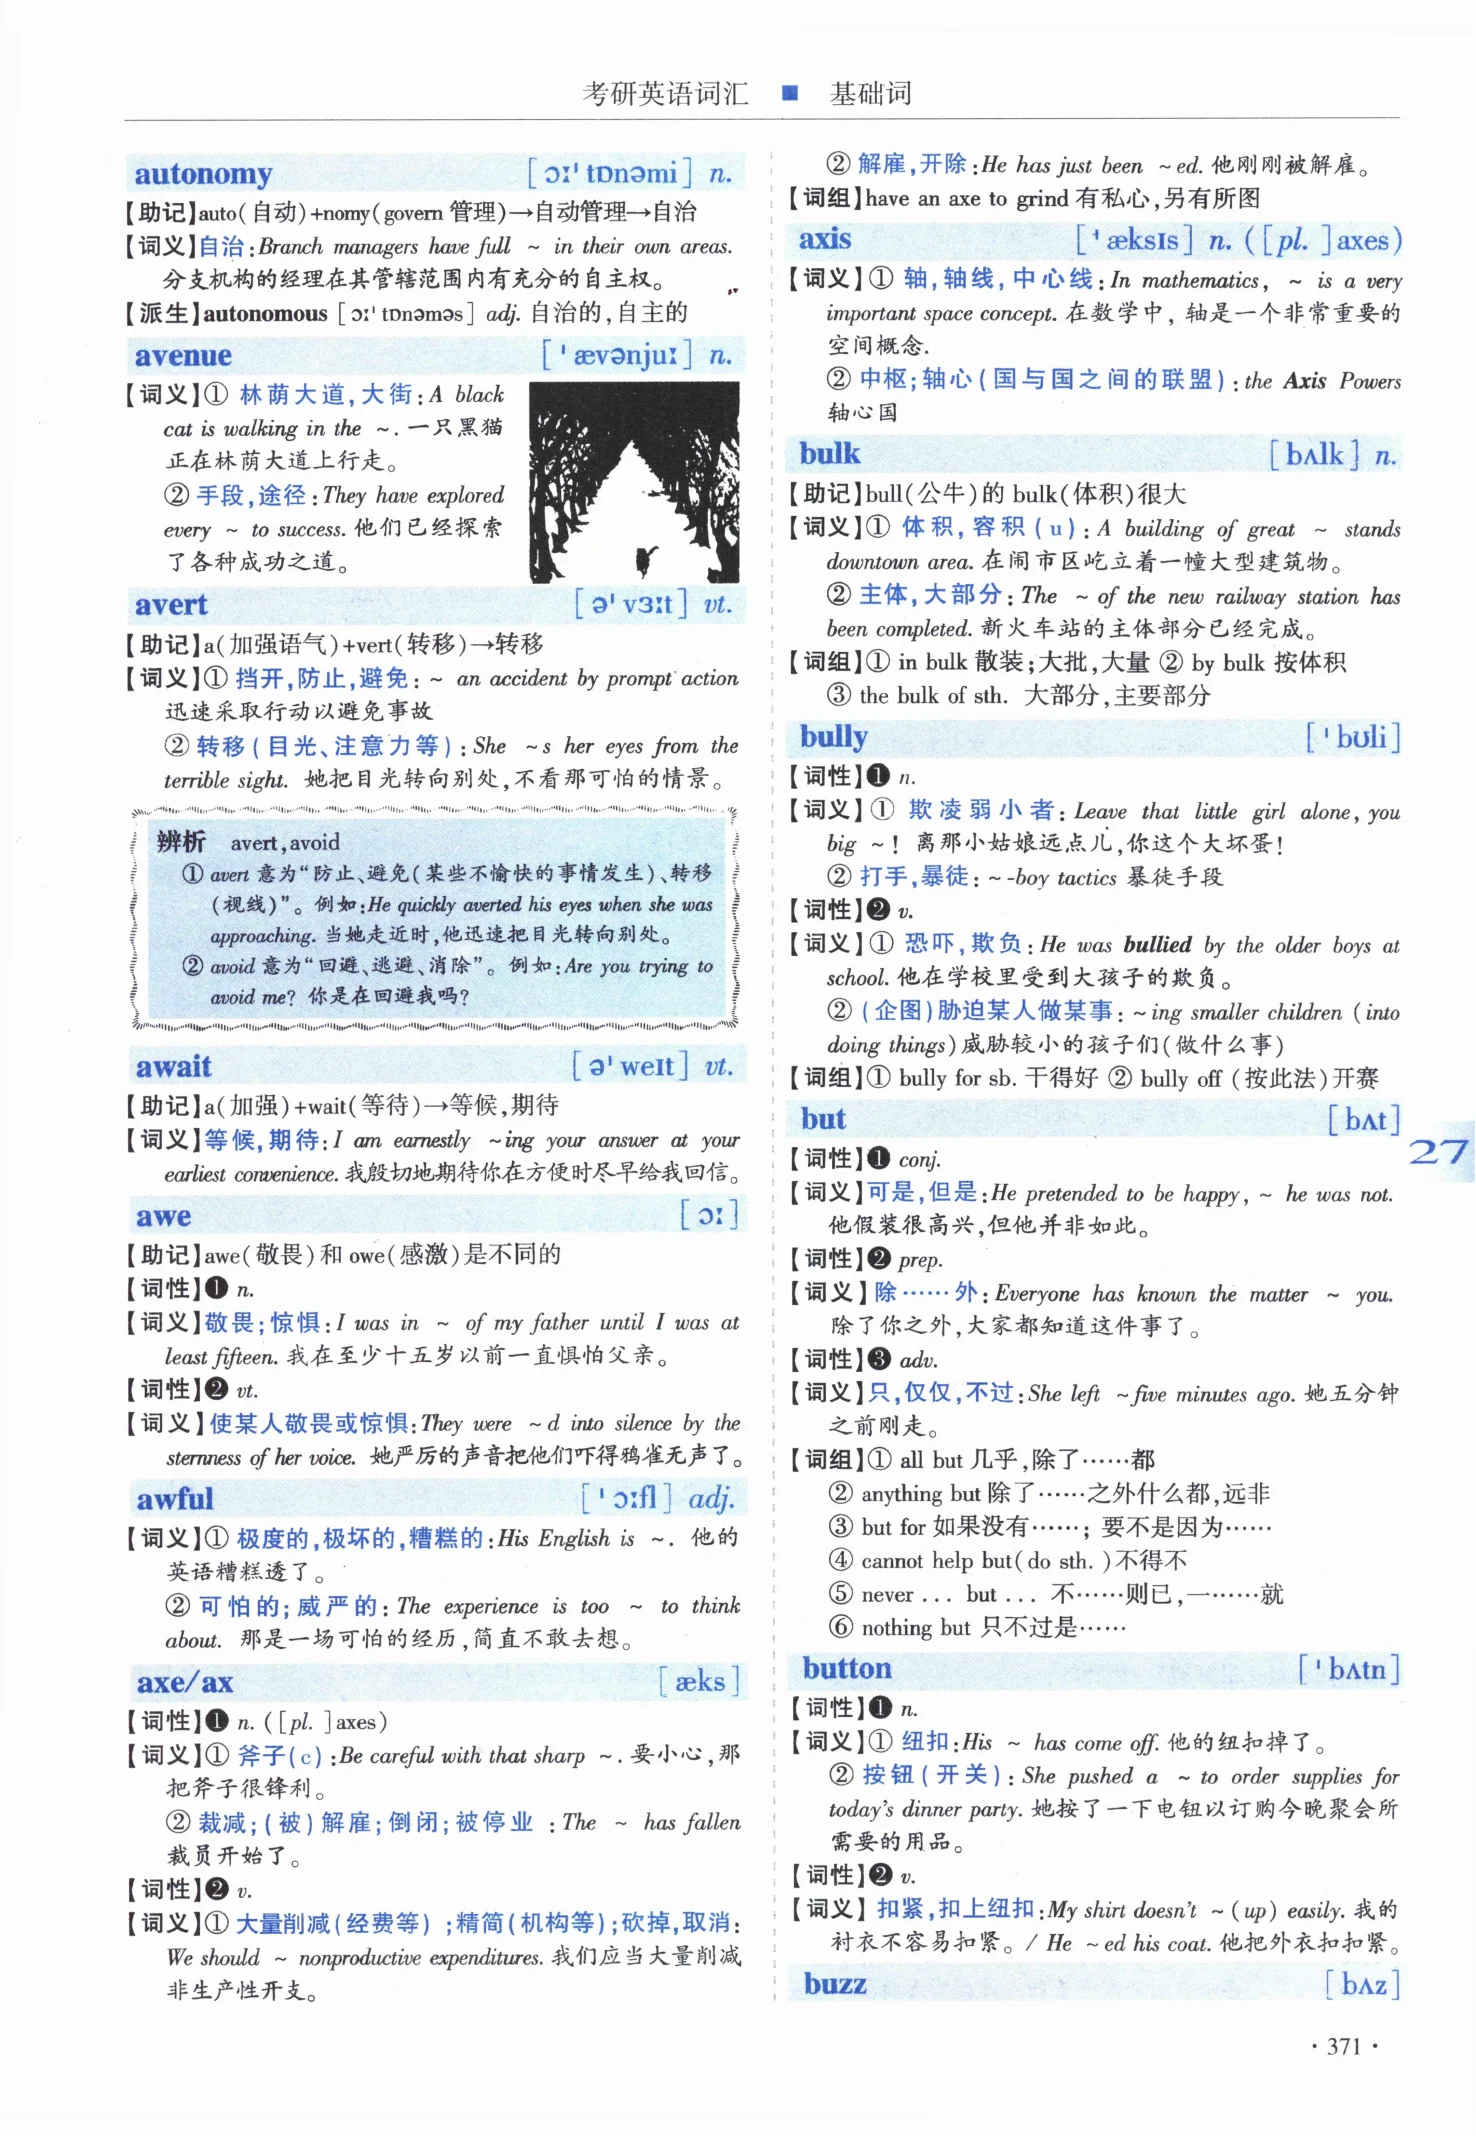 考研英语词汇 ■ 基础词
autonomy [ɔːˈtɒnəmi] n.
【助记】auto(自动)+nomy(govern 管理)→自动管理→自治
【词义】自治:Branch managers have full ~ in their own areas.
分支机构的经理在其管辖范围内有充分的自主权。
【派生】autonomous [ɔːˈtɒnəməs] adj. 自治的,自主的
avenue [ˈævənjuː] n.
【词义】① 林荫大道,大街:A black
cat is walking in the ~. 一只黑猫
正在林荫大道上行走。
② 手段,途径:They have explored
every ~ to success. 他们已经探索
了各种成功之道。
avert [əˈvɜːt] vt.
【助记】a(加强语气)+vert(转移)→转移
【词义】① 挡开,防止,避免: ~ an accident by prompt action
迅速采取行动以避免事故
② 转移(目光、注意力等):She ~s her eyes from the
terrible sight. 她把目光转向别处,不看那可怕的情景。
辨析 avert,avoid
① avert 意为“防止、避免(某些不愉快的事情发生)、转移
(视线)”。例如:He quickly averted his eyes when she was
approaching. 当她走近时,他迅速把目光转向别处。
② avoid 意为“回避、逃避、消除”。例如:Are you trying to
avoid me? 你是在回避我吗?
await [əˈweɪt] vt.
【助记】a(加强)+wait(等待)→等候,期待
【词义】等候,期待:I am earnestly ~ing your answer at your
earliest convenience. 我殷切地期待你在方便时尽早给我回信。
awe [ɔː]
【助记】awe(敬畏)和 owe(感激)是不同的
【词性】❶ n.
【词义】敬畏;惊惧:I was in ~ of my father until I was at
least fifteen. 我在至少十五岁以前一直惧怕父亲。
【词性】❷ vt.
【词义】使某人敬畏或惊惧:They were ~d into silence by the
sternness of her voice. 她严厉的声音把他们吓得鸦雀无声了。
awful [ˈɔːfl] adj.
【词义】① 极度的,极坏的,糟糕的:His English is ~. 他的
英语糟糕透了。
② 可怕的;威严的:The experience is too ~ to think
about. 那是一场可怕的经历,简直不敢去想。
axe/ax [æks]
【词性】❶ n. ([pl. ]axes)
【词义】① 斧子(c):Be careful with that sharp ~. 要小心,那
把斧子很锋利。
② 裁减;(被)解雇;倒闭;被停业 :The ~ has fallen
裁员开始了。
【词性】❷ v.
【词义】① 大量削减(经费等) ;精简(机构等);砍掉,取消:
We should ~ nonproductive expenditures. 我们应当大量削减
非生产性开支。
② 解雇,开除:He has just been ~ed. 他刚刚被解雇。
【词组】have an axe to grind 有私心,另有所图
axis [ˈæksɪs] n. ([pl. ]axes)
【词义】① 轴,轴线,中心线:In mathematics, ~ is a very
important space concept. 在数学中, 轴是一个非常重要的
空间概念.
② 中枢;轴心(国与国之间的联盟):the Axis Powers
轴心国
bulk [bʌlk] n.
【助记】bull(公牛)的 bulk(体积)很大
【词义】① 体积,容积(u):A building of great ~ stands
downtown area. 在闹市区屹立着一幢大型建筑物。
② 主体,大部分:The ~ of the new railway station has
been completed. 新火车站的主体部分已经完成。
【词组】① in bulk 散装;大批,大量 ② by bulk 按体积
③ the bulk of sth. 大部分,主要部分
bully [ˈbʊli]
【词性】❶ n.
【词义】① 欺凌弱小者:Leave that little girl alone, you
big ~! 离那小姑娘远点儿,你这个大坏蛋!
② 打手,暴徒: ~-boy tactics 暴徒手段
【词性】❷ v.
【词义】① 恐吓,欺负:He was bullied by the older boys at
school. 他在学校里受到大孩子的欺负。
② (企图)胁迫某人做某事: ~ing smaller children (into
doing things)威胁较小的孩子们(做什么事)
【词组】① bully for sb. 干得好 ② bully off (按此法)开赛
but [bʌt]
27
【词性】❶ conj.
【词义】可是,但是:He pretended to be happy, ~ he was not.
他假装很高兴,但他并非如此。
【词性】❷ prep.
【词义】除……外:Everyone has known the matter ~ you.
除了你之外,大家都知道这件事了。
【词性】❸ adv.
【词义】只,仅仅,不过:She left ~five minutes ago. 她五分钟
之前刚走。
【词组】① all but 几乎,除了……都
② anything but 除了……之外什么都,远非
③ but for 如果没有……; 要不是因为……
④ cannot help but(do sth. )不得不
⑤ never ... but ... 不……则已,一……就
⑥ nothing but 只不过是……
button [ˈbʌtn]
【词性】❶ n.
【词义】① 纽扣:His ~ has come off. 他的纽扣掉了。
② 按钮(开关):She pushed a ~ to order supplies for
today's dinner party. 她按了一下电钮以订购今晚聚会所
需要的用品。
【词性】❷ v.
【词义】扣紧,扣上纽扣:My shirt doesn't ~(up) easily. 我的
衬衣不容易扣紧。/ He ~ed his coat. 他把外衣扣扣紧。
buzz [bʌz]
· 371 ·